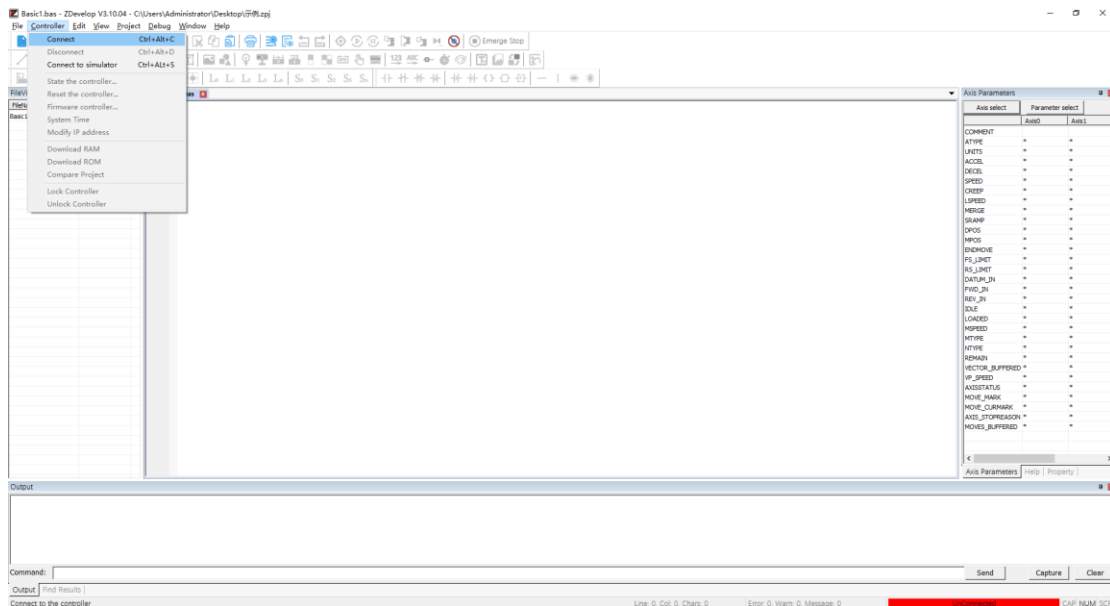 Basic1.bas - ZDevelop V3.10.04 - C:\Users\Administrator\Desktop\示例.zpj
File Controller Edit View Project Debug Window Help
Connect Ctrl+Alt+C
Disconnect Ctrl+Alt+D
Connect to simulator Ctrl+ALt+S
State the controller...
Reset the controller...
Firmware controller...
System Time
Modify IP address
Download RAM
Download ROM
Compare Project
Lock Controller
Unlock Controller
Emerge Stop
FileVi
FileNa
Basic1
Axis Parameters
Axis select Parameter select
Axis0 Axis1
COMMENT
ATYPE * *
UNITS * *
ACCEL * *
DECEL * *
SPEED * *
CREEP * *
LSPEED * *
MERGE * *
SRAMP * *
DPOS * *
MPOS * *
ENDMOVE * *
FS_LIMIT * *
RS_LIMIT * *
DATUM_IN * *
FWD_IN * *
REV_IN * *
IDLE * *
LOADED * *
MSPEED * *
MTYPE * *
NTYPE * *
REMAIN * *
VECTOR_BUFFERED * *
VP_SPEED * *
AXISSTATUS * *
MOVE_MARK * *
MOVE_CURMARK * *
AXIS_STOPREASON * *
MOVES_BUFFERED * *
Axis Parameters Help Property
Output
Command: Send Capture Clear
Output Find Results
Connect to the controller Line: 0, Col: 0, Chars: 0 Error: 0, Warn: 0, Message: 0 UnConnected CAP NUM SC